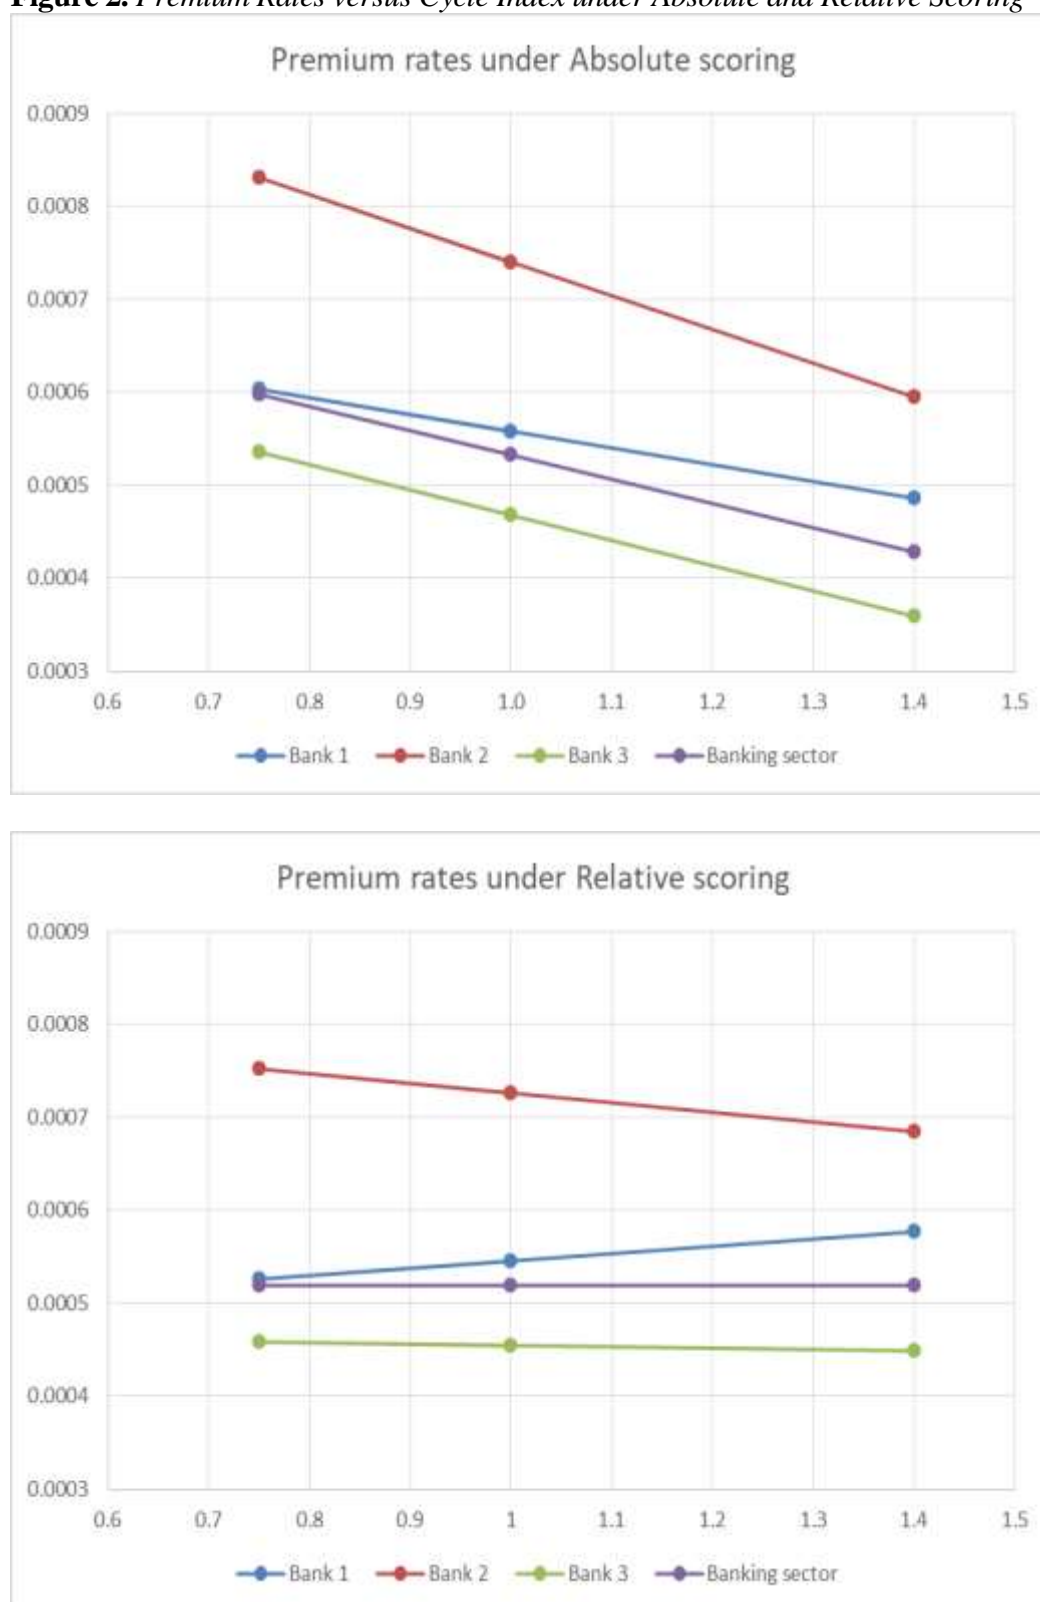 Figure 2. Premium Rates versus Cycle Index under Absolute and Relative Scoring
Premium rates under Absolute scoring
0.0009
0.0008
0.0007
0.0006
0.0005
0.0004
0.0003
0.6 0.7 0.8 0.9 1.0 1.1 1.2 1.3 1.4 1.5
Bank 1 Bank 2 Bank 3 Banking sector
Premium rates under Relative scoring
0.0009
0.0008
0.0007
0.0006
0.0005
0.0004
0.0003
0.6 0.7 0.8 0.9 1 1.1 1.2 1.3 1.4 1.5
Bank 1 Bank 2 Bank 3 Banking sector